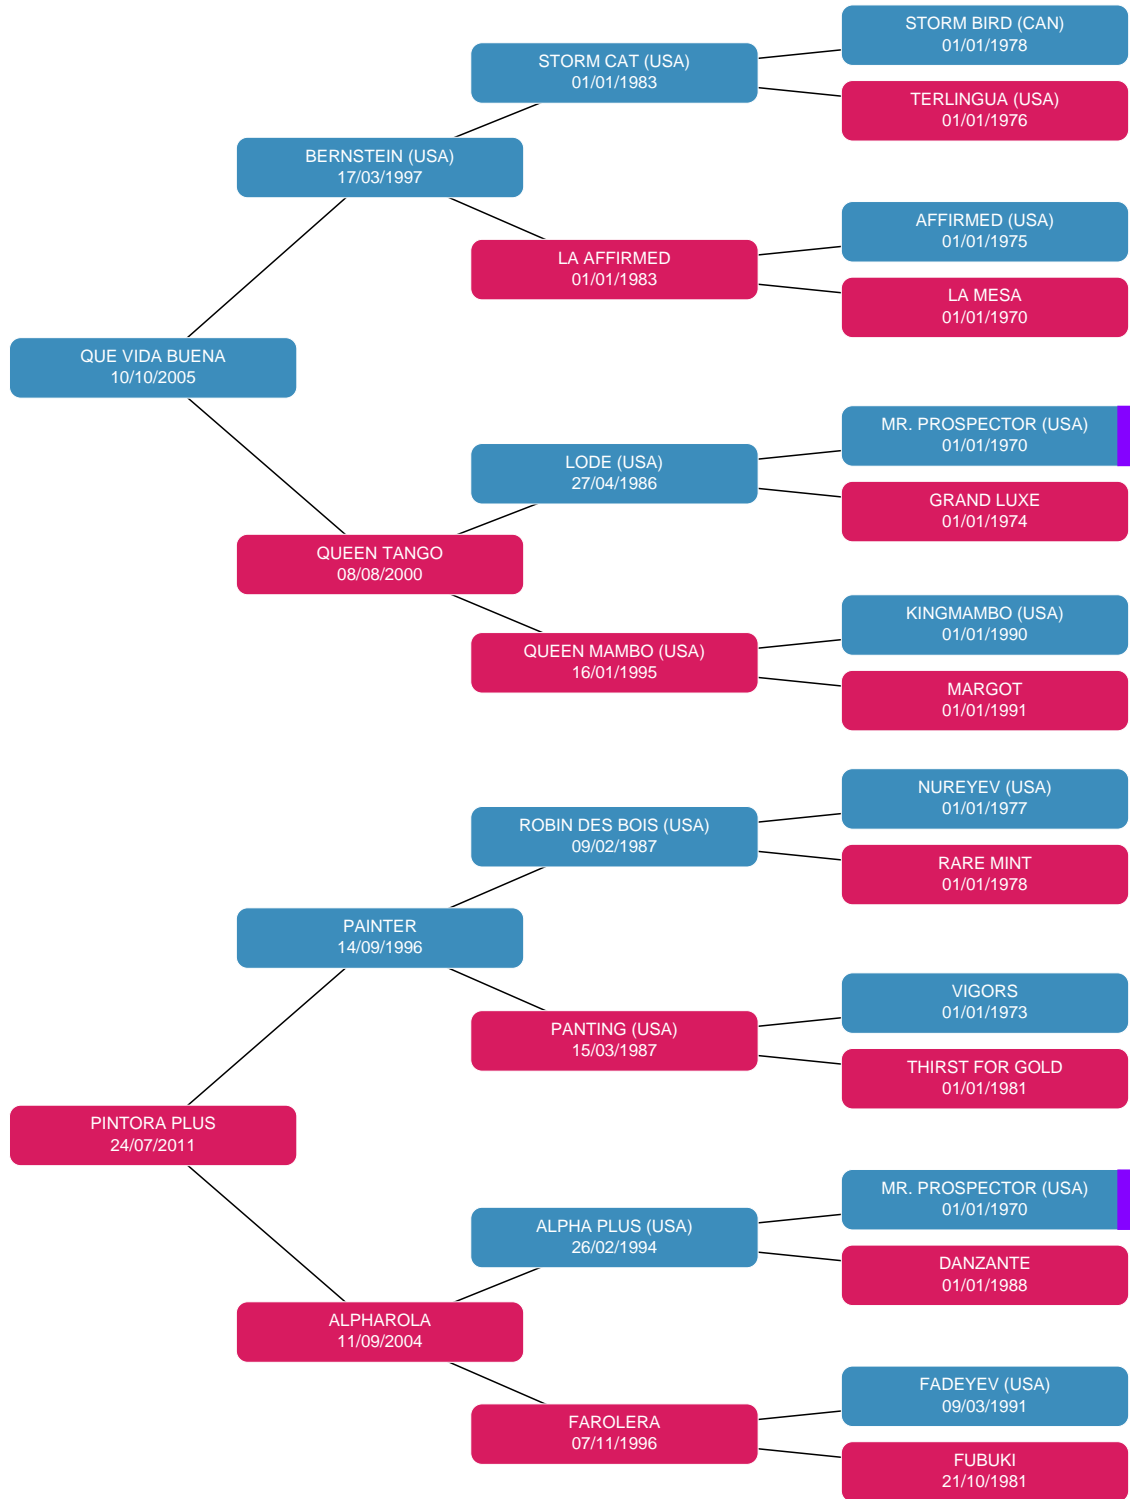 STORM BIRD (CAN)
01/01/1978
STORM CAT (USA)
01/01/1983
TERLINGUA (USA)
01/01/1976
BERNSTEIN (USA)
17/03/1997
AFFIRMED (USA)
01/01/1975
LA AFFIRMED
01/01/1983
LA MESA
01/01/1970
QUE VIDA BUENA
10/10/2005
MR. PROSPECTOR (USA)
01/01/1970
LODE (USA)
27/04/1986
GRAND LUXE
01/01/1974
QUEEN TANGO
08/08/2000
KINGMAMBO (USA)
01/01/1990
QUEEN MAMBO (USA)
16/01/1995
MARGOT
01/01/1991
NUREYEV (USA)
01/01/1977
ROBIN DES BOIS (USA)
09/02/1987
RARE MINT
01/01/1978
PAINTER
14/09/1996
VIGORS
01/01/1973
PANTING (USA)
15/03/1987
THIRST FOR GOLD
01/01/1981
PINTORA PLUS
24/07/2011
MR. PROSPECTOR (USA)
01/01/1970
ALPHA PLUS (USA)
26/02/1994
DANZANTE
01/01/1988
ALPHAROLA
11/09/2004
FADEYEV (USA)
09/03/1991
FAROLERA
07/11/1996
FUBUKI
21/10/1981